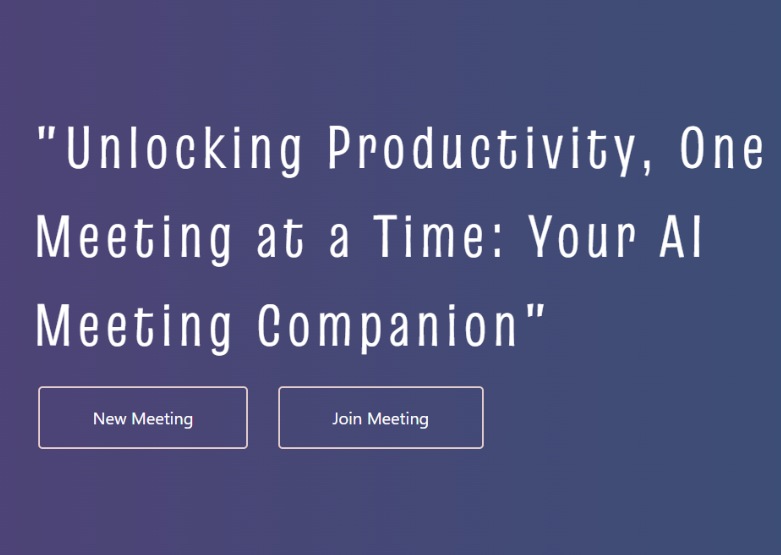 "Unlocking Productivity, One
Meeting at a Time: Your AI
Meeting Companion"
New Meeting
Join Meeting